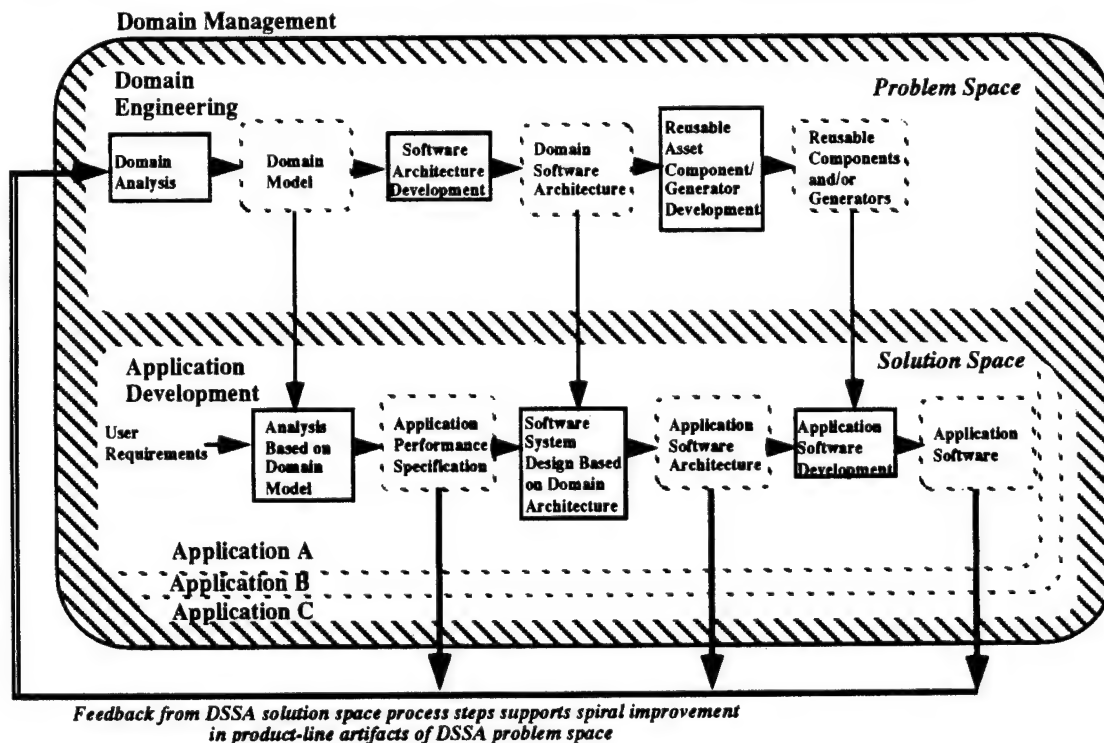 Domain Management
Domain
Engineering
Problem Space
Domain
Analysis
Domain
Model
Software
Architecture
Development
Domain
Software
Architecture
Reusable
Asset
Component/
Generator
Development
Reusable
Components
and/or
Generators
Application
Development
Solution Space
User
Requirements
Analysis
Based on
Domain
Model
Application
Performance
Specification
Software
System
Design Based
on Domain
Architecture
Application
Software
Architecture
Application
Software
Development
Application
Software
Application A
Application B
Application C
Feedback from DSSA solution space process steps supports spiral improvement
in product-line artifacts of DSSA problem space